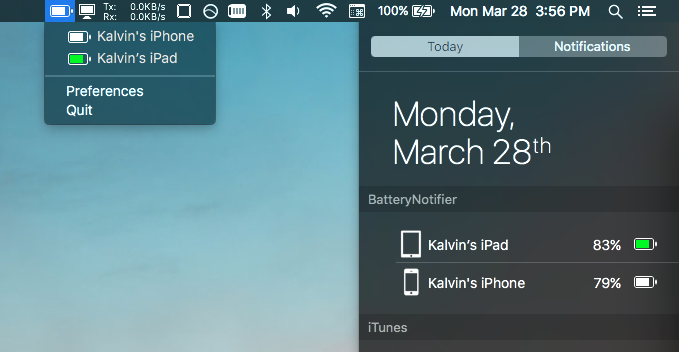 Tx: 0.0KB/s
Rx: 0.0KB/s
100%
Mon Mar 28 3:56 PM
Kalvin's iPhone
Kalvin’s iPad
Preferences
Quit
Today
Notifications
Monday,
March 28th
BatteryNotifier
Kalvin’s iPad 83%
Kalvin's iPhone 79%
iTunes